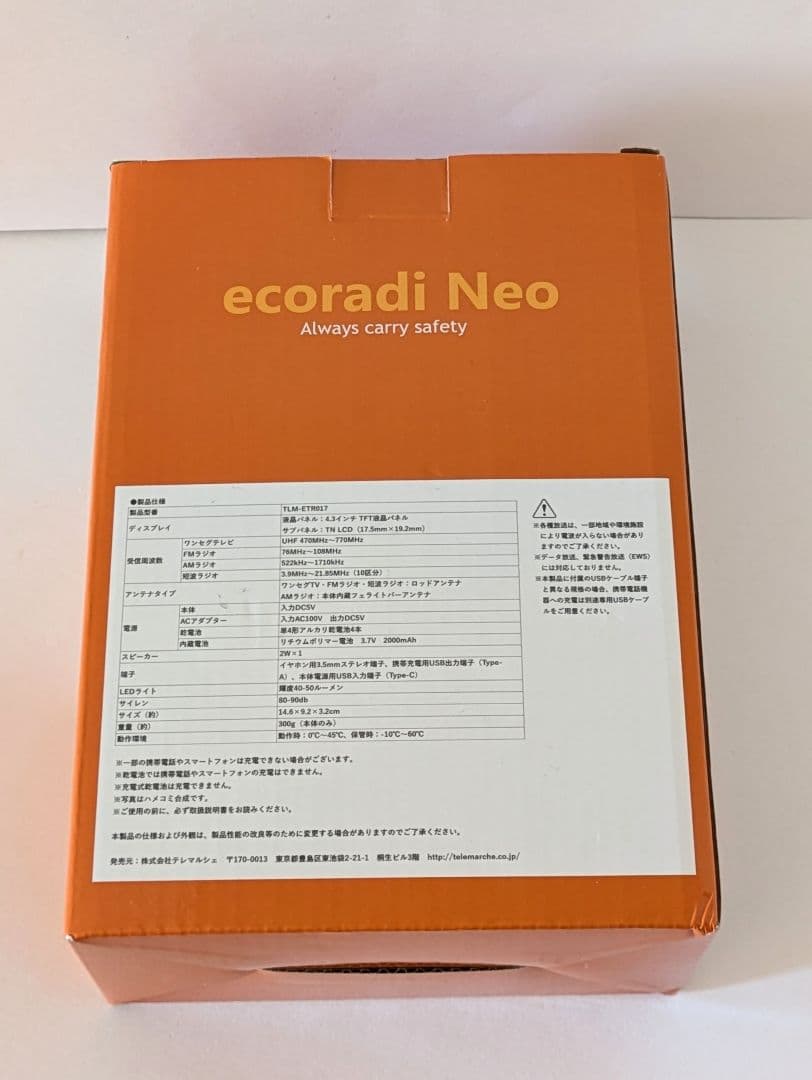 ecoradi Neo
Always carry safety
●製品仕様
製品型番 TLM-ETR017
ディスプレイ 液晶パネル：4.3インチ TFT液晶パネル
サブパネル：TN LCD（17.5mm×19.2mm）
受信周波数 ワンセグテレビ UHF 470MHz～770MHz
FMラジオ 76MHz～108MHz
AMラジオ 522kHz～1710kHz
短波ラジオ 3.9MHz～21.85MHz（10区分）
アンテナタイプ ワンセグTV・FMラジオ・短波ラジオ：ロッドアンテナ
AMラジオ：本体内蔵フェライトバーアンテナ
電源 本体 入力DC5V
ACアダプター 入力AC100V 出力DC5V
乾電池 単4形アルカリ乾電池4本
内蔵電池 リチウムポリマー電池 3.7V 2000mAh
スピーカー 2W×1
端子 イヤホン用3.5mmステレオ端子、携帯充電用USB出力端子（Type-
A）、本体電源用USB入力端子（Type-C）
LEDライト 輝度40-50ルーメン
サイレン 80-90db
サイズ（約） 14.6×9.2×3.2cm
重量（約） 300g（本体のみ）
動作環境 動作時：0℃～45℃、保管時：-10℃～60℃
※各種放送は、一部地域や環境施設
により電波が入らない場合があり
ますのでご了承ください。
※データ放送、緊急警告放送（EWS）
には対応しておりません。
※本製品に付属のUSBケーブル端子
と異なる規格の場合、携帯電話機
器への充電は別途専用USBケーブ
ルをご用意ください。
※一部の携帯電話やスマートフォンは充電できない場合がございます。
※乾電池では携帯電話やスマートフォンの充電はできません。
※充電式乾電池は充電できません。
※写真はハメコミ合成です。
※ご使用の前に、必ず取扱説明書をお読みください。
本製品の仕様および外観は、製品性能の改良等のために変更する場合がありますのでご了承ください。
発売元：株式会社テレマルシェ 〒170-0013 東京都豊島区東池袋2-21-1 桐生ビル3階 http://telemarche.co.jp/